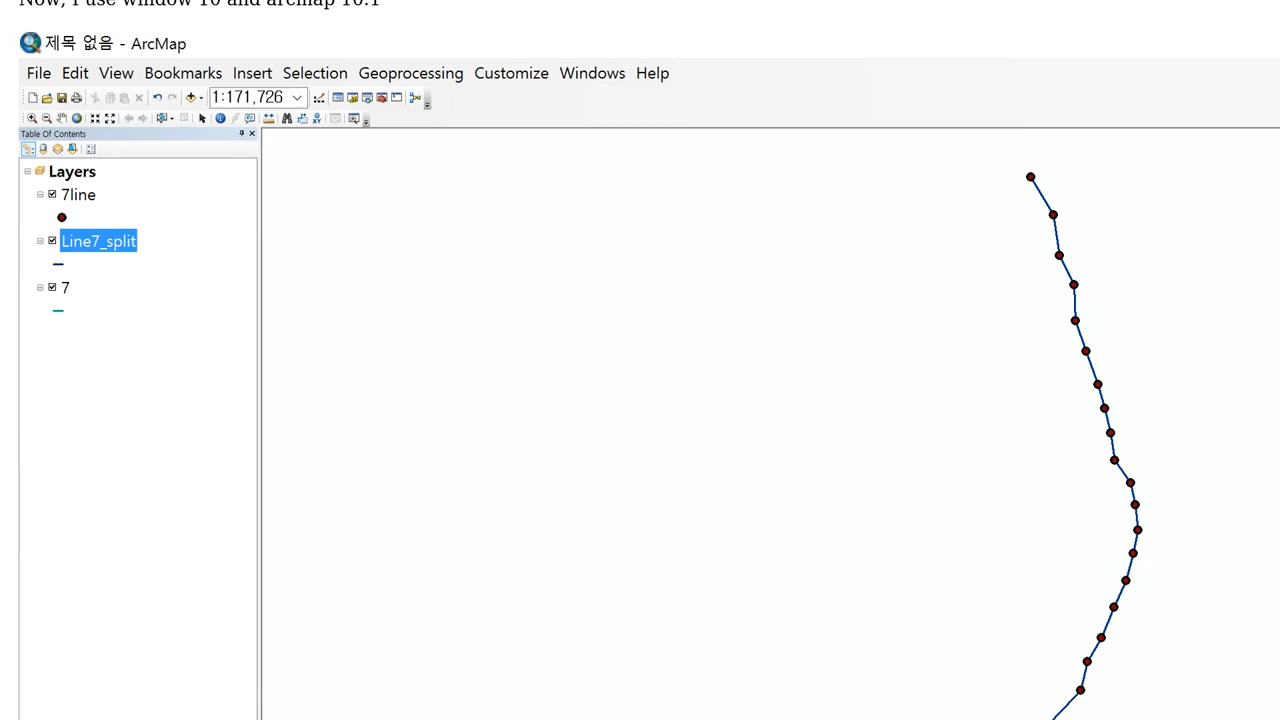 Now, I use window 10 and arcmap 10.1
제목 없음 - ArcMap
File Edit View Bookmarks Insert Selection Geoprocessing Customize Windows Help
1:171,726
Table Of Contents
Layers
7line
Line7_split
7